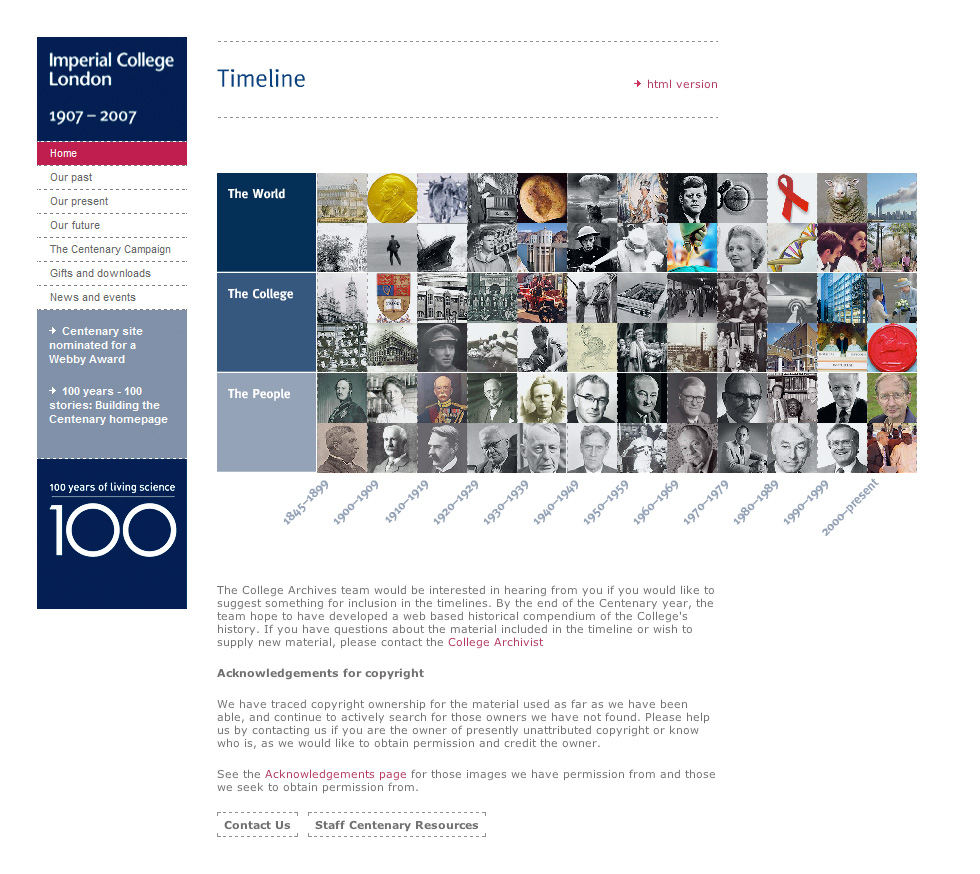 Imperial College
London
1907 – 2007
Home
Our past
Our present
Our future
The Centenary Campaign
Gifts and downloads
News and events
Centenary site
nominated for a
Webby Award
100 years - 100
stories: Building the
Centenary homepage
100 years of living science
100
Timeline
html version
The World
The College
The People
1845–1899
1900–1909
1910–1919
1920–1929
1930–1939
1940–1949
1950–1959
1960–1969
1970–1979
1980–1989
1990–1999
2000–present
The College Archives team would be interested in hearing from you if you would like to
suggest something for inclusion in the timelines. By the end of the Centenary year, the
team hope to have developed a web based historical compendium of the College's
history. If you have questions about the material included in the timeline or wish to
supply new material, please contact the College Archivist
Acknowledgements for copyright
We have traced copyright ownership for the material used as far as we have been
able, and continue to actively search for those owners we have not found. Please help
us by contacting us if you are the owner of presently unattributed copyright or know
who is, as we would like to obtain permission and credit the owner.
See the Acknowledgements page for those images we have permission from and those
we seek to obtain permission from.
Contact Us
Staff Centenary Resources